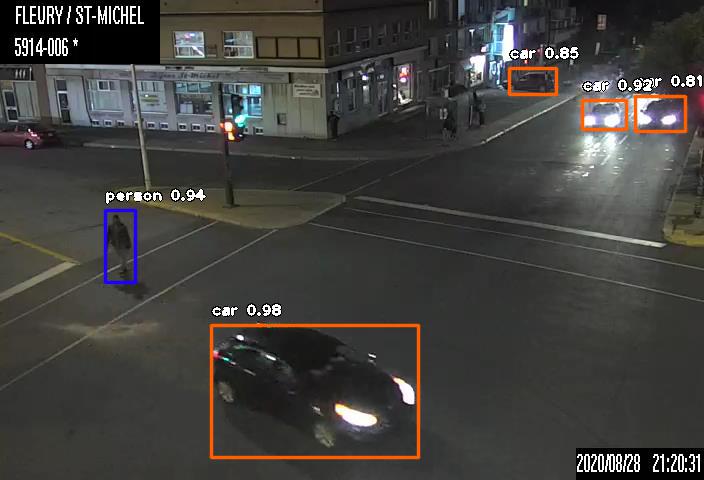 FLEURY / ST-MICHEL
5914-006 *
car 0.85
car 0.92
car 0.81
person 0.94
car 0.98
2020/08/28 21:20:31